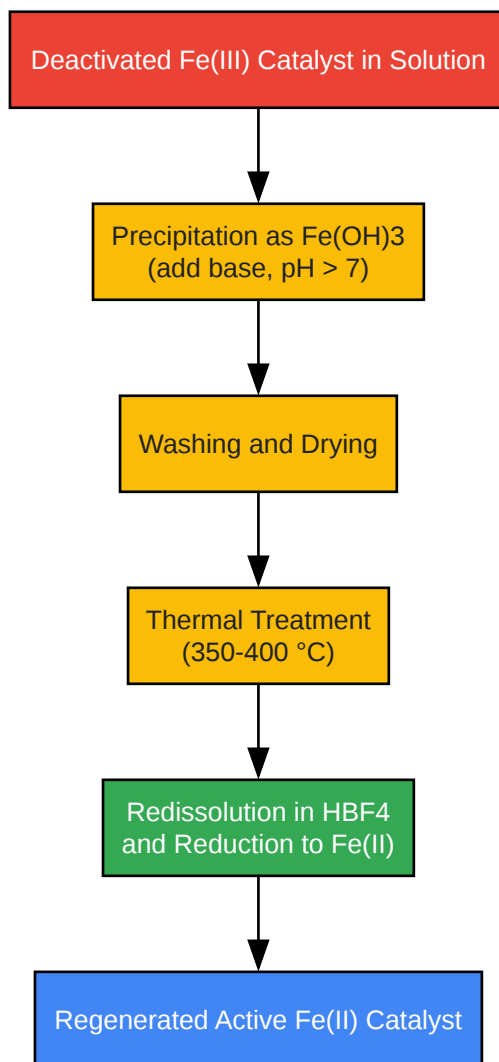 Deactivated Fe(III) Catalyst in Solution
Precipitation as Fe(OH)3
(add base, pH > 7)
Washing and Drying
Thermal Treatment
(350-400 °C)
Redissolution in HBF4
and Reduction to Fe(II)
Regenerated Active Fe(II) Catalyst